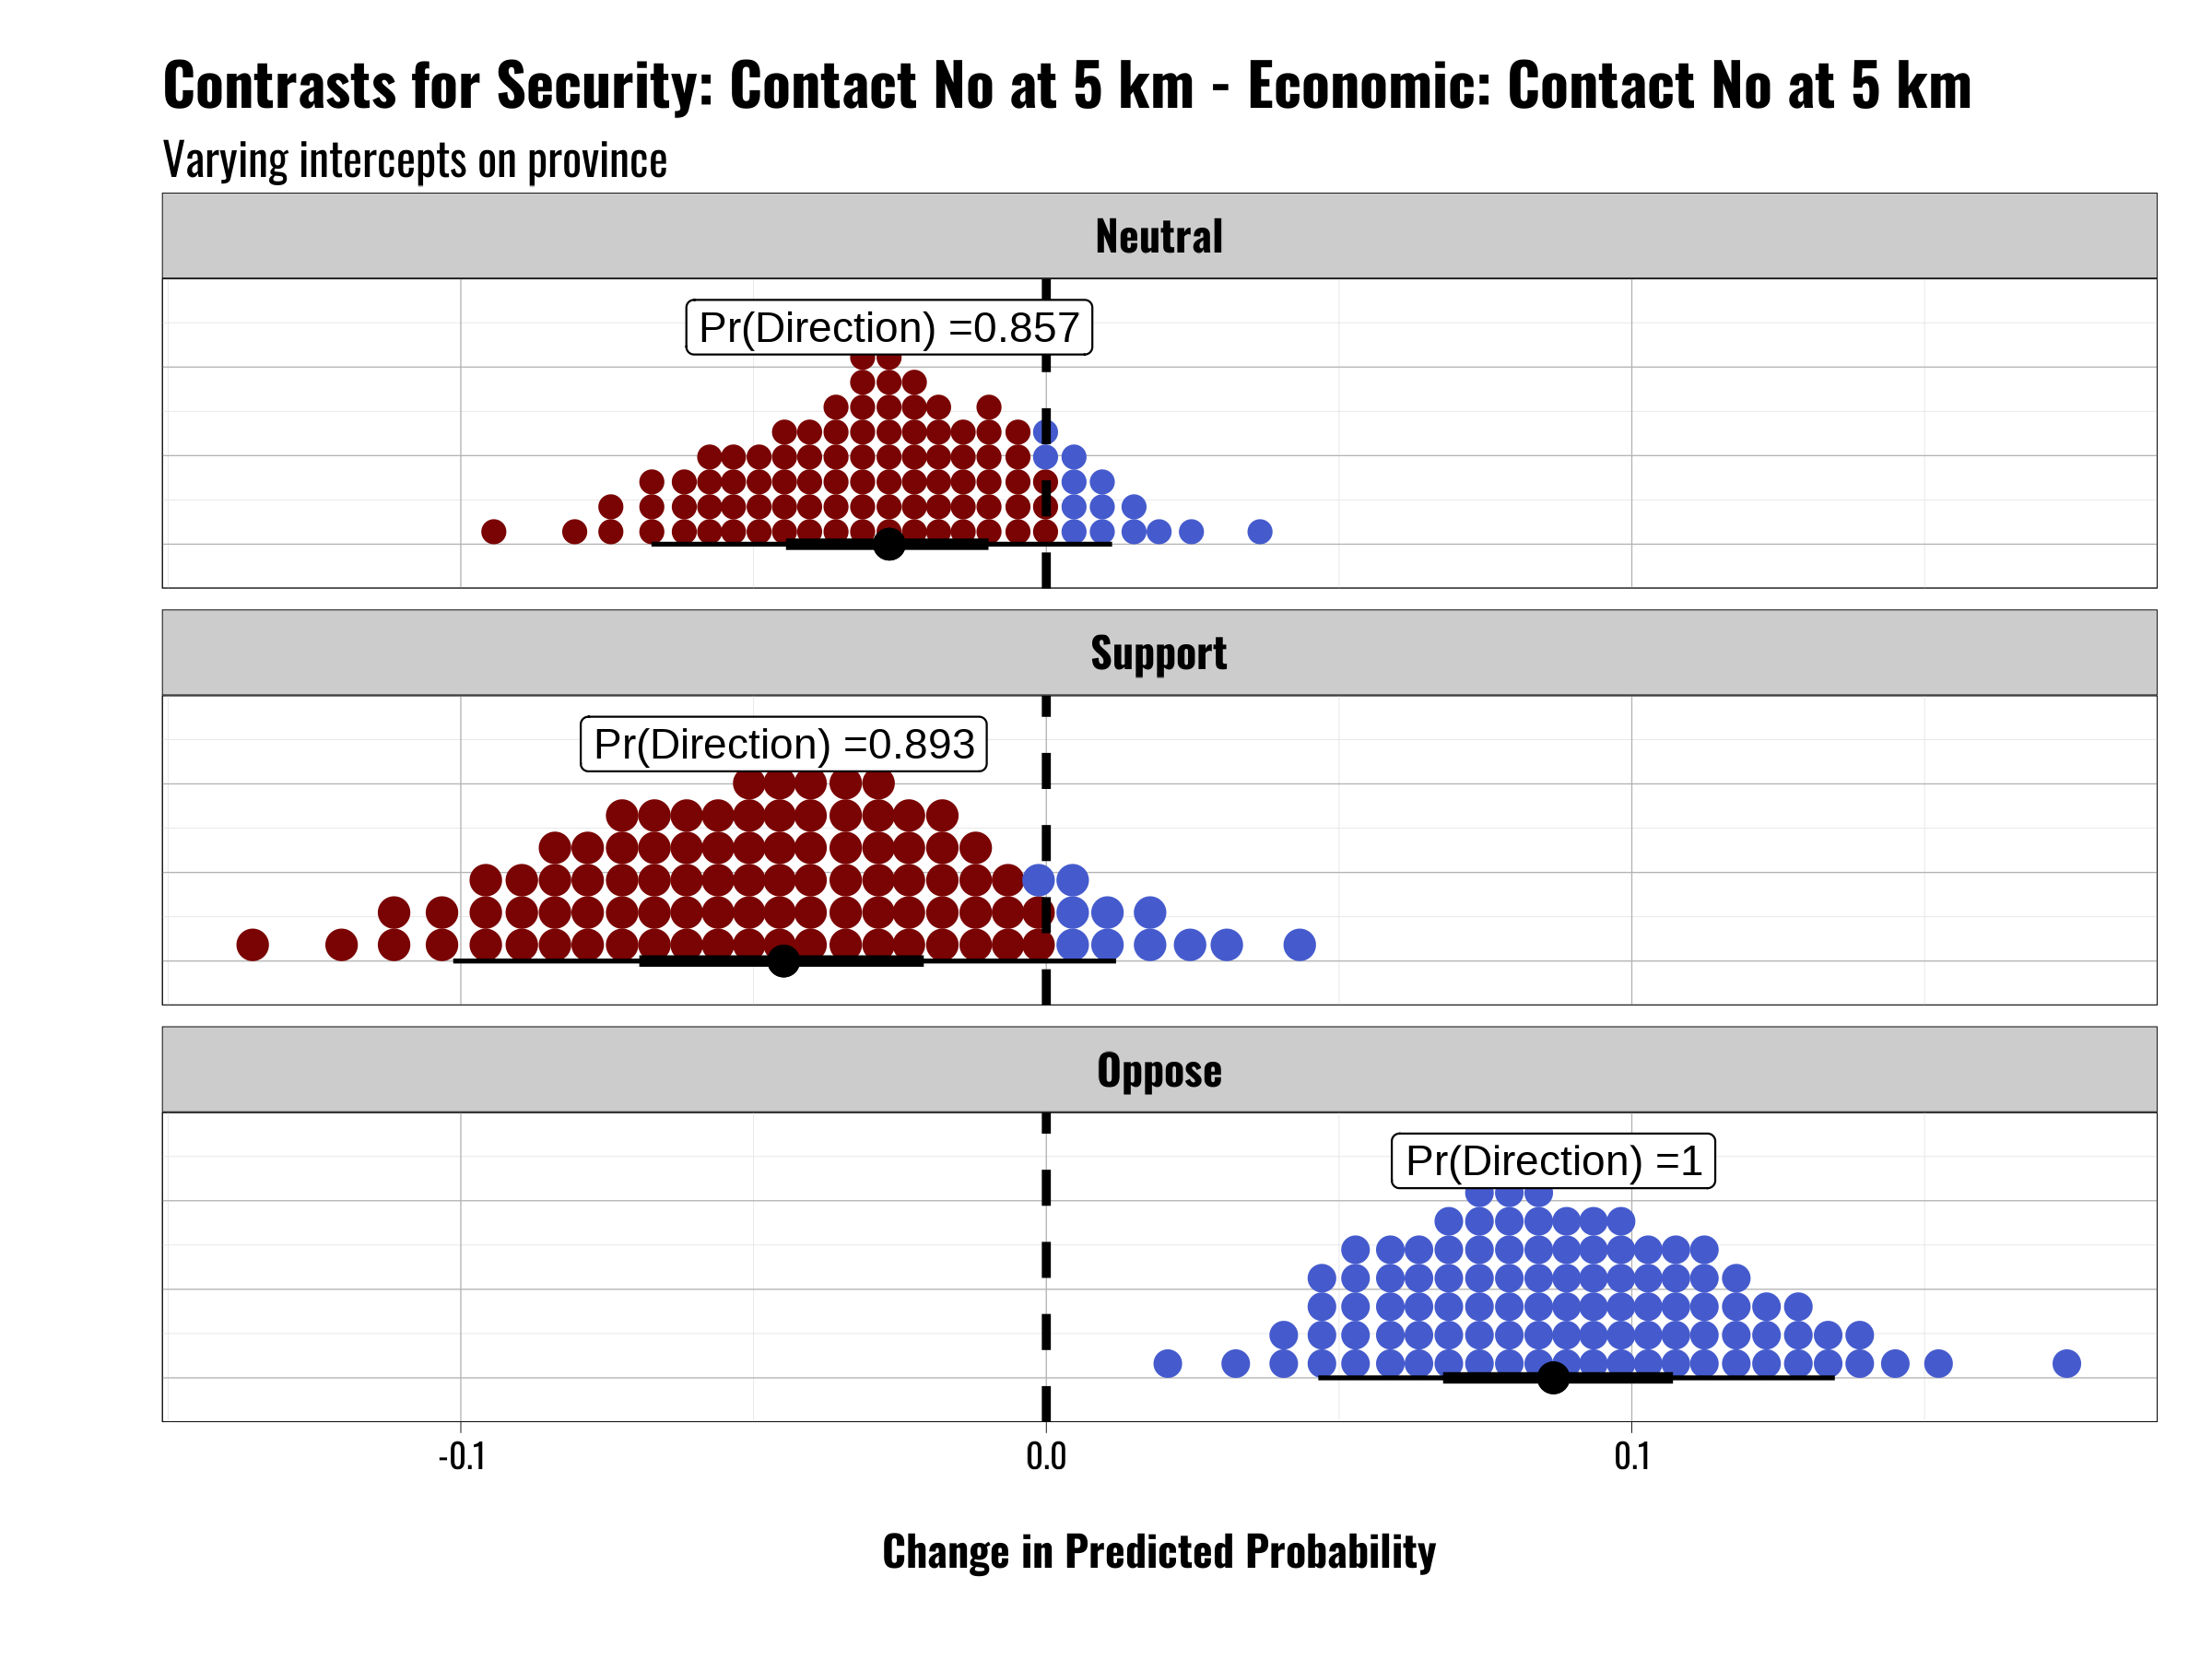 Contrasts for Security: Contact No at 5 km - Economic: Contact No at 5 km
Varying intercepts on province
Neutral
Pr(Direction) =0.857
Support
Pr(Direction) =0.893
Oppose
Pr(Direction) =1
-0.1 0.0 0.1
Change in Predicted Probability